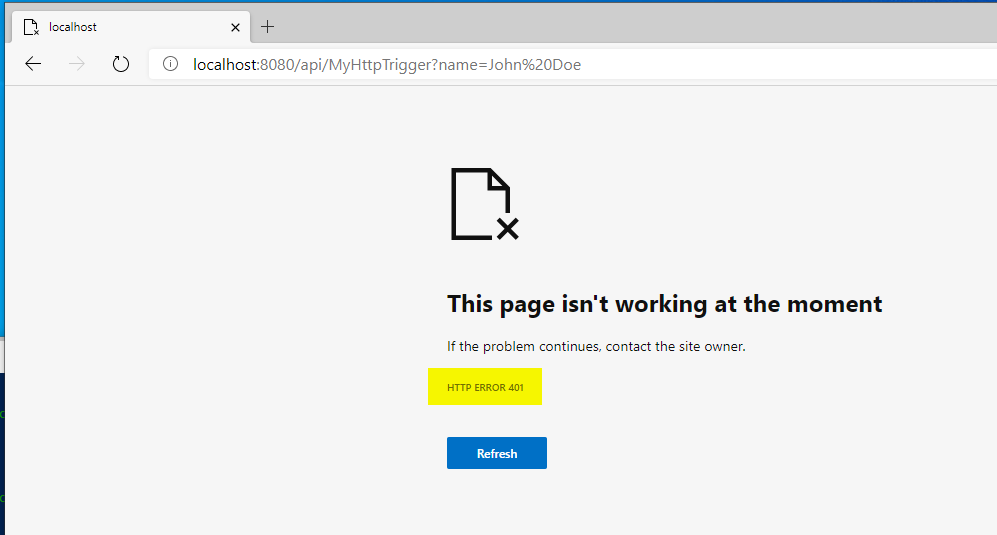 localhost
localhost:8080/api/MyHttpTrigger?name=John%20Doe
This page isn't working at the moment
If the problem continues, contact the site owner.
HTTP ERROR 401
Refresh